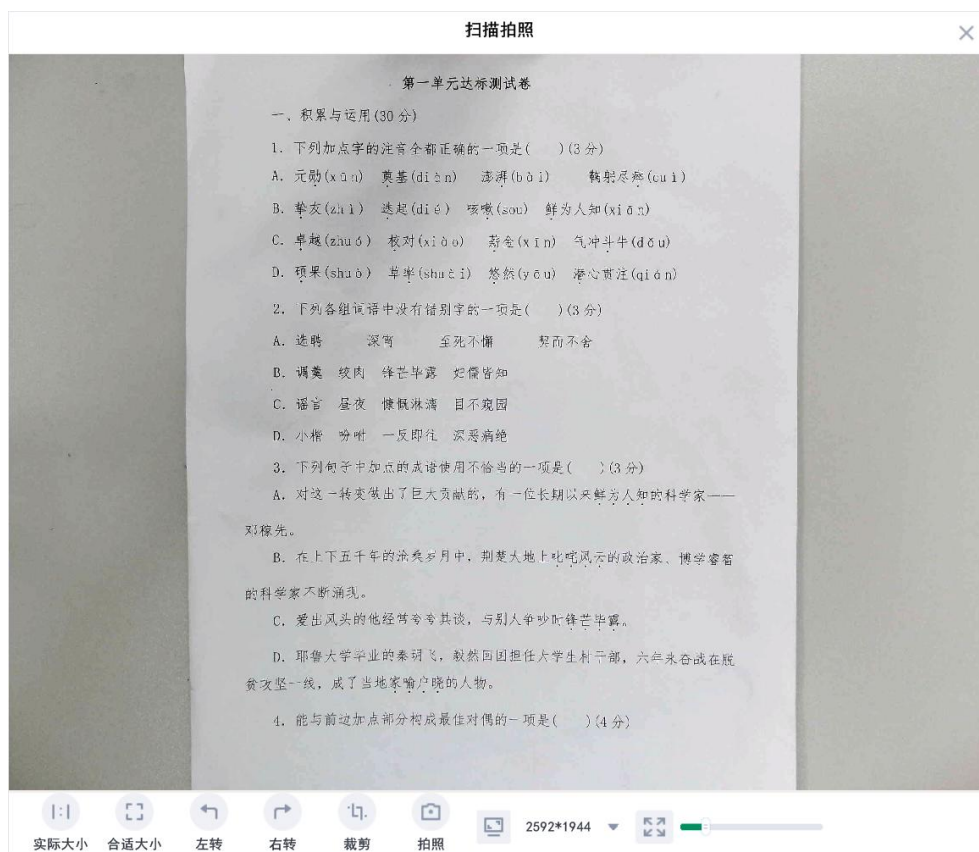 扫描拍照
第一单元达标测试卷
一、积累与运用(30 分)
1. 下列加点字的注音全都正确的一项是(  )(3 分)
A. 元勋(xūn) 奠基(diàn) 澎湃(bài) 鞠躬尽瘁(cuì)
B. 挚友(zhì) 迭起(dié) 咳嗽(sou) 鲜为人知(xiān)
C. 卓越(zhuó) 核对(xiào) 薪金(xīn) 气冲斗牛(dǒu)
D. 硕果(shuò) 草率(shuài) 悠然(yōu) 潜心贯注(qián)
2. 下列各组词语中没有错别字的一项是(  )(3 分)
A. 选聘 深宵 至死不懈 契而不舍
B. 调羹 绞肉 锋芒毕露 妇孺皆知
C. 谣言 昼夜 慷慨淋漓 目不窥园
D. 小楷 吩咐 一反即往 深恶痛绝
3. 下列句子中加点的成语使用不恰当的一项是(  )(3 分)
A. 对这一转变做出了巨大贡献的，有一位长期以来鲜为人知的科学家——
邓稼先。
B. 在上下五千年的沧桑岁月中，荆楚大地上叱咤风云的政治家、博学睿智
的科学家不断涌现。
C. 爱出风头的他经常夸夸其谈，与别人争吵时锋芒毕露。
D. 耶鲁大学毕业的秦玥飞，毅然回国担任大学生村干部，六年来奋战在脱
贫攻坚一线，成了当地家喻户晓的人物。
4. 能与前边加点部分构成最佳对偶的一项是(  )(4 分)
1:1
实际大小 合适大小 左转 右转 裁剪 拍照 2592*1944